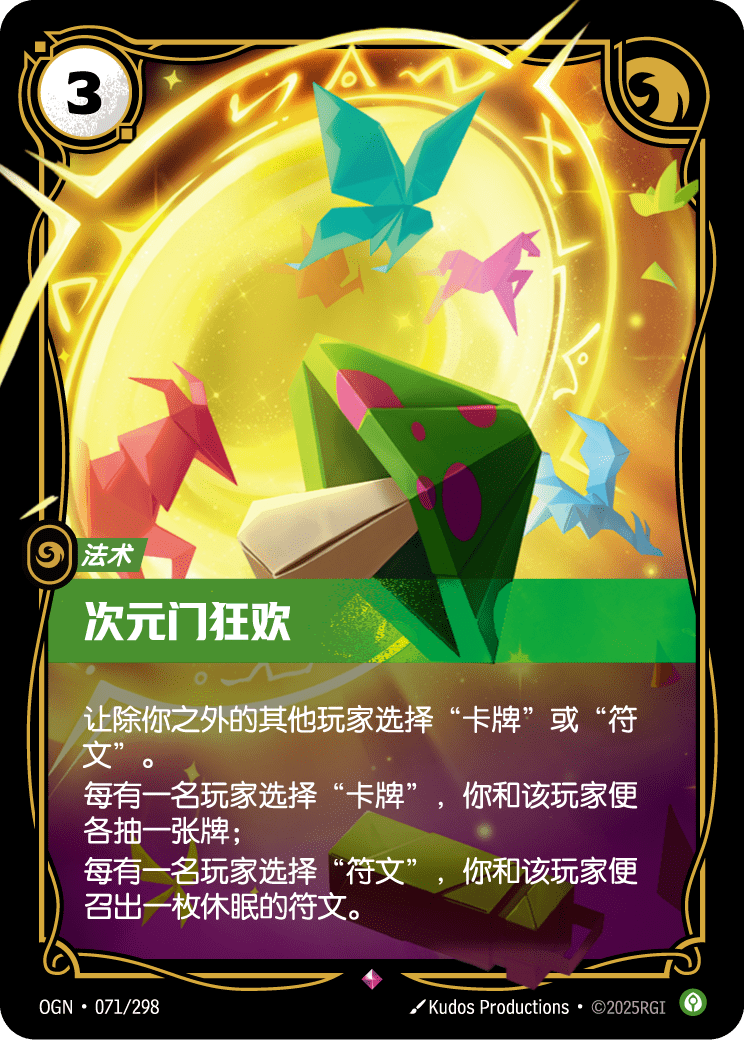 3
法术
次元门狂欢
让除你之外的其他玩家选择“卡牌”或“符
文”。
每有一名玩家选择“卡牌”，你和该玩家便
各抽一张牌；
每有一名玩家选择“符文”，你和该玩家便
召出一枚休眠的符文。
OGN • 071/298
Kudos Productions • ©2025RGI